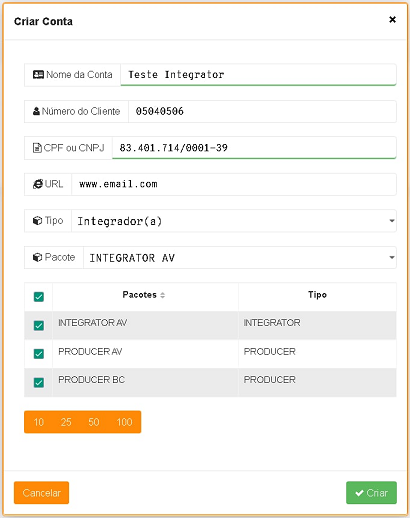 Criar Conta ×
Nome da Conta Teste Integrator
Número do Cliente 05040506
CPF ou CNPJ 83.401.714/0001-39
URL www.email.com
Tipo Integrador(a)
Pacote INTEGRATOR AV
Pacotes Tipo
INTEGRATOR AV INTEGRATOR
PRODUCER AV PRODUCER
PRODUCER BC PRODUCER
10 25 50 100
Cancelar Criar